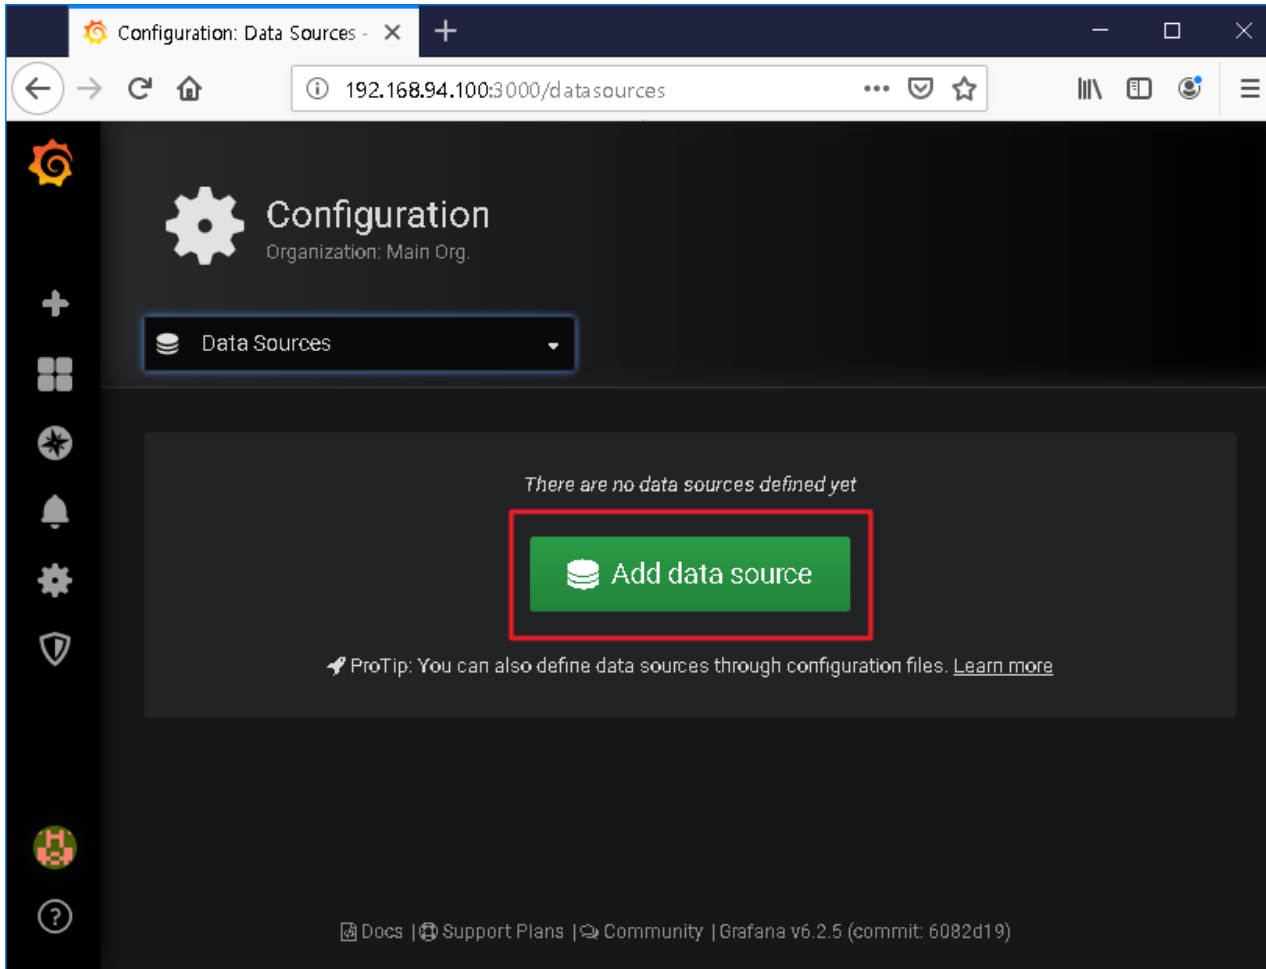 Configuration: Data Sources -
192.168.94.100:3000/datasources
Configuration
Organization: Main Org.
Data Sources
There are no data sources defined yet
Add data source
ProTip: You can also define data sources through configuration files. Learn more
Docs | Support Plans | Community | Grafana v6.2.5 (commit: 6082d19)